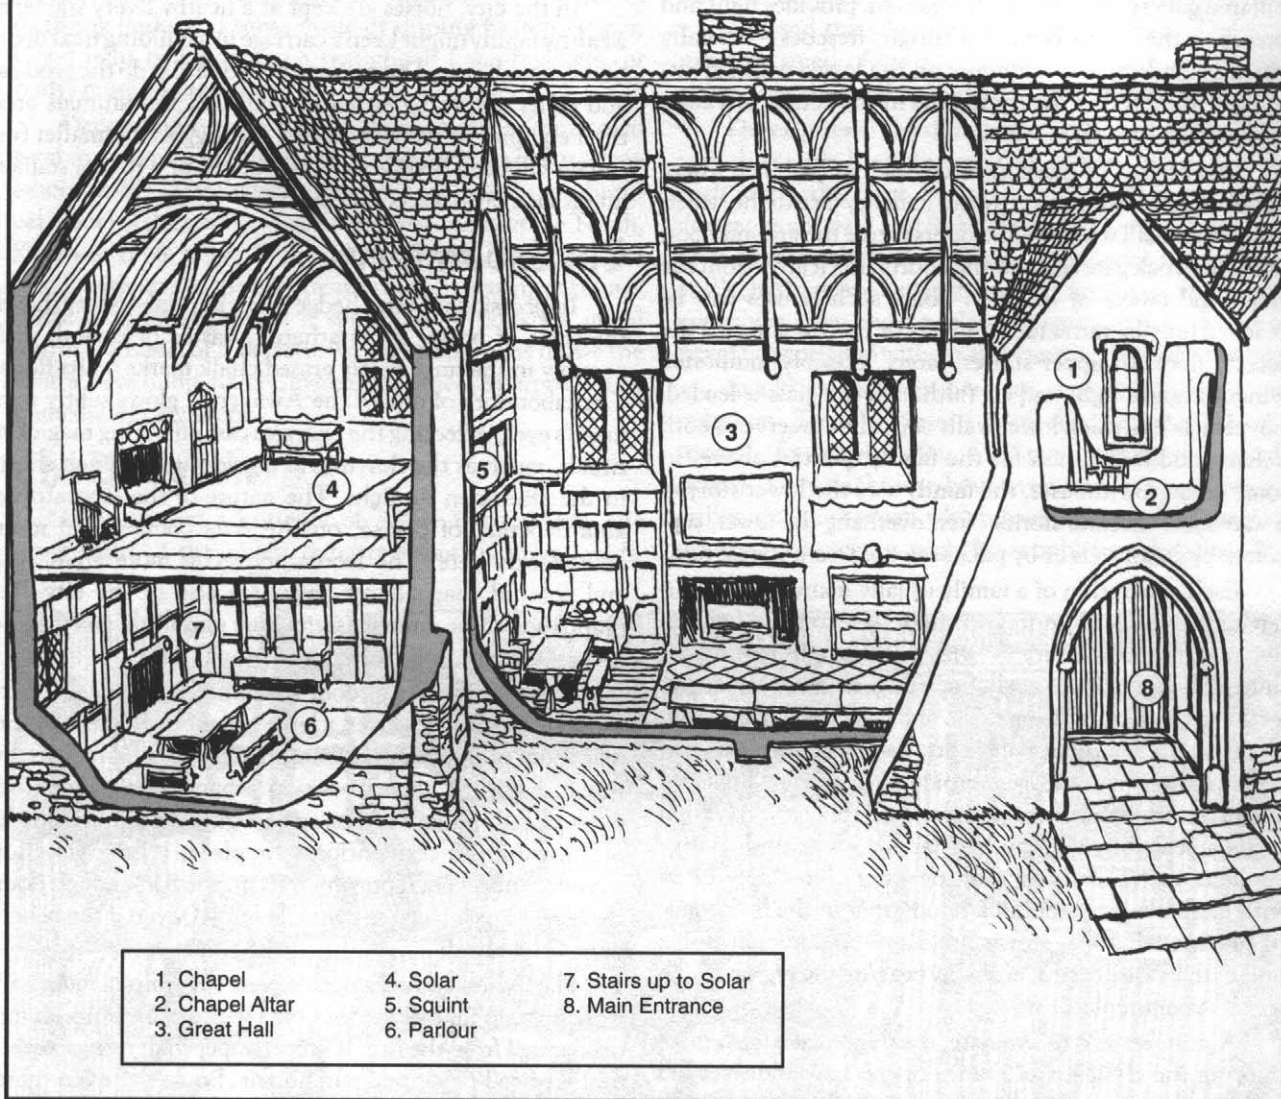 1
2
3
4
5
6
7
8
1. Chapel
2. Chapel Altar
3. Great Hall
4. Solar
5. Squint
6. Parlour
7. Stairs up to Solar
8. Main Entrance